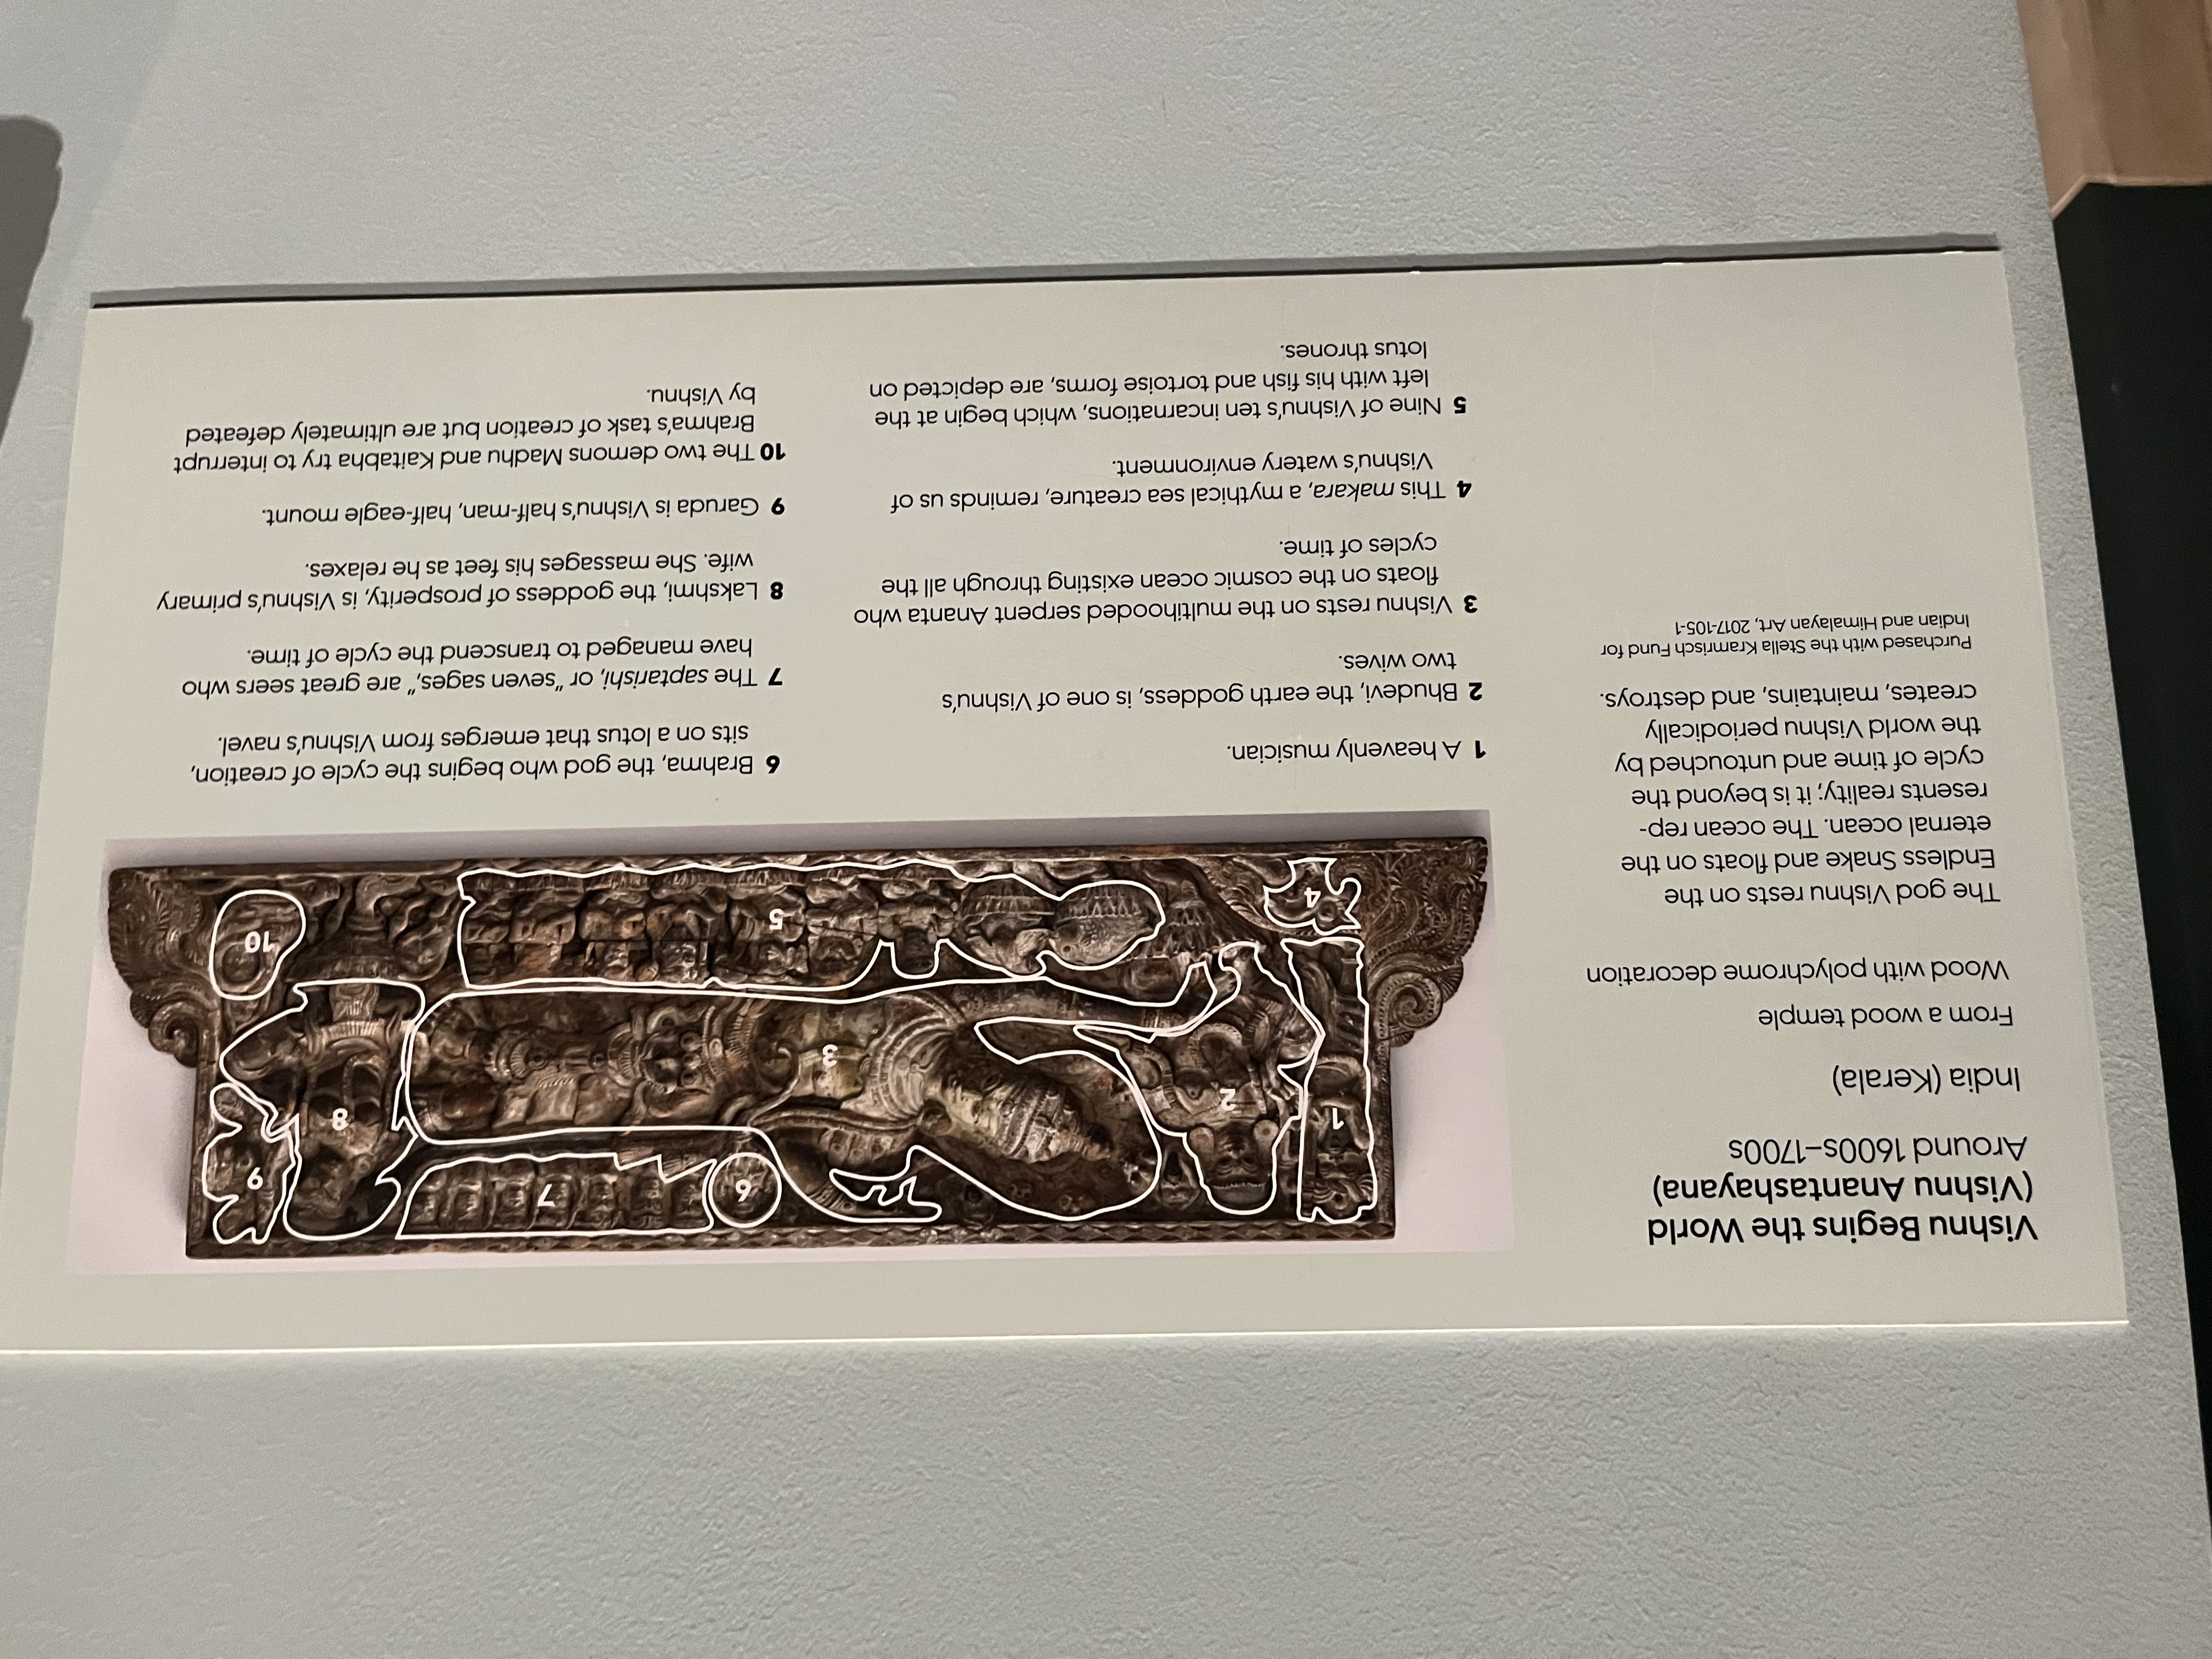 Vishnu Begins the World
(Vishnu Anantashayana)
Around 1600s–1700s
India (Kerala)
From a wood temple
Wood with polychrome decoration
The god Vishnu rests on the
Endless Snake and floats on the
eternal ocean. The ocean rep-
resents reality; it is beyond the
cycle of time and untouched by
the world Vishnu periodically
creates, maintains, and destroys.
Purchased with the Stella Kramrisch Fund for
Indian and Himalayan Art, 2017-105-1
1
2
3
4
5
6
7
8
9
10
1 A heavenly musician.
2 Bhudevi, the earth goddess, is one of Vishnu's
two wives.
3 Vishnu rests on the multihooded serpent Ananta who
floats on the cosmic ocean existing through all the
cycles of time.
4 This makara, a mythical sea creature, reminds us of
Vishnu's watery environment.
5 Nine of Vishnu's ten incarnations, which begin at the
left with his fish and tortoise forms, are depicted on
lotus thrones.
6 Brahma, the god who begins the cycle of creation,
sits on a lotus that emerges from Vishnu's navel.
7 The saptarishi, or "seven sages," are great seers who
have managed to transcend the cycle of time.
8 Lakshmi, the goddess of prosperity, is Vishnu's primary
wife. She massages his feet as he relaxes.
9 Garuda is Vishnu's half-man, half-eagle mount.
10 The two demons Madhu and Kaitabha try to interrupt
Brahma's task of creation but are ultimately defeated
by Vishnu.